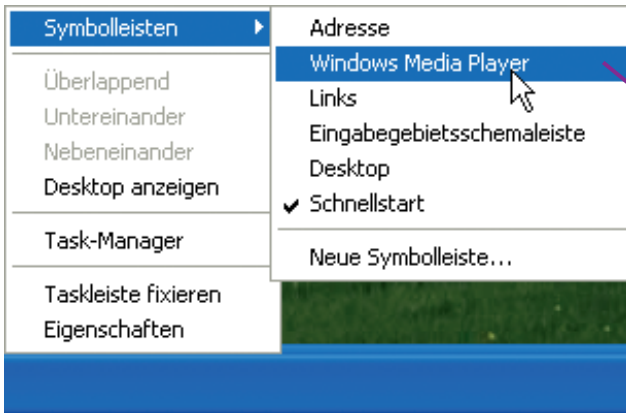 Symbolleisten
Überlappend
Untereinander
Nebeneinander
Desktop anzeigen
Task-Manager
Taskleiste fixieren
Eigenschaften
Adresse
Windows Media Player
Links
Eingabegebietsschemaleiste
Desktop
Schnellstart
Neue Symbolleiste...